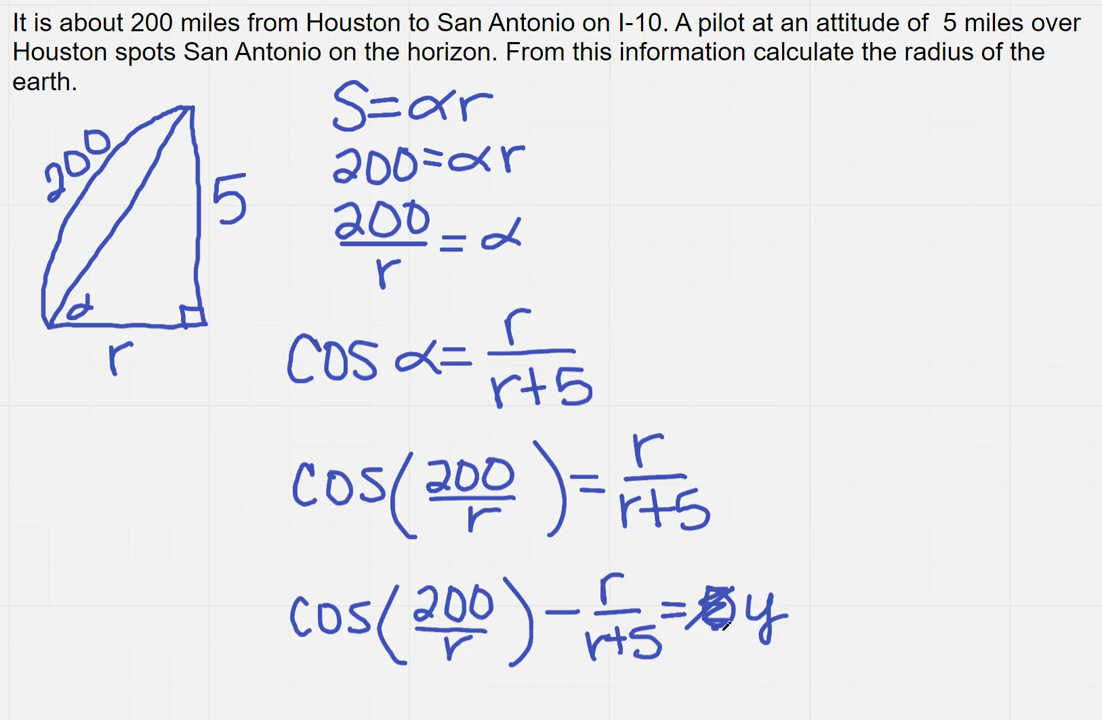 It is about 200 miles from Houston to San Antonio on I-10. A pilot at an attitude of  5 miles over
Houston spots San Antonio on the horizon. From this information calculate the radius of the
earth.
200
5
α
r
S=αr
200=αr
200/r = α
cos α= r/r+5
cos(200/r)= r/r+5
cos(200/r) - r/r+5 = y